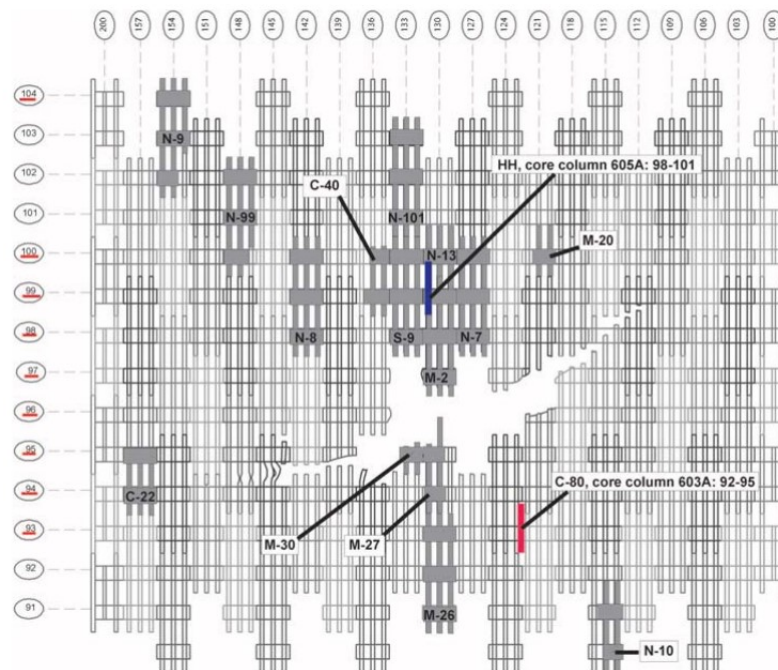 200 157 154 151 148 145 142 139 136 133 130 127 124 121 118 115 112 109 106 103 100
104
103
N-9
HH, core column 605A: 98-101
102
C-40
101
N-99
N-101
M-20
100
N-13
99
98
N-8
S-9
N-7
97
M-2
96
95
C-80, core column 603A: 92-95
94
C-22
93
M-30
M-27
92
91
M-26
N-10